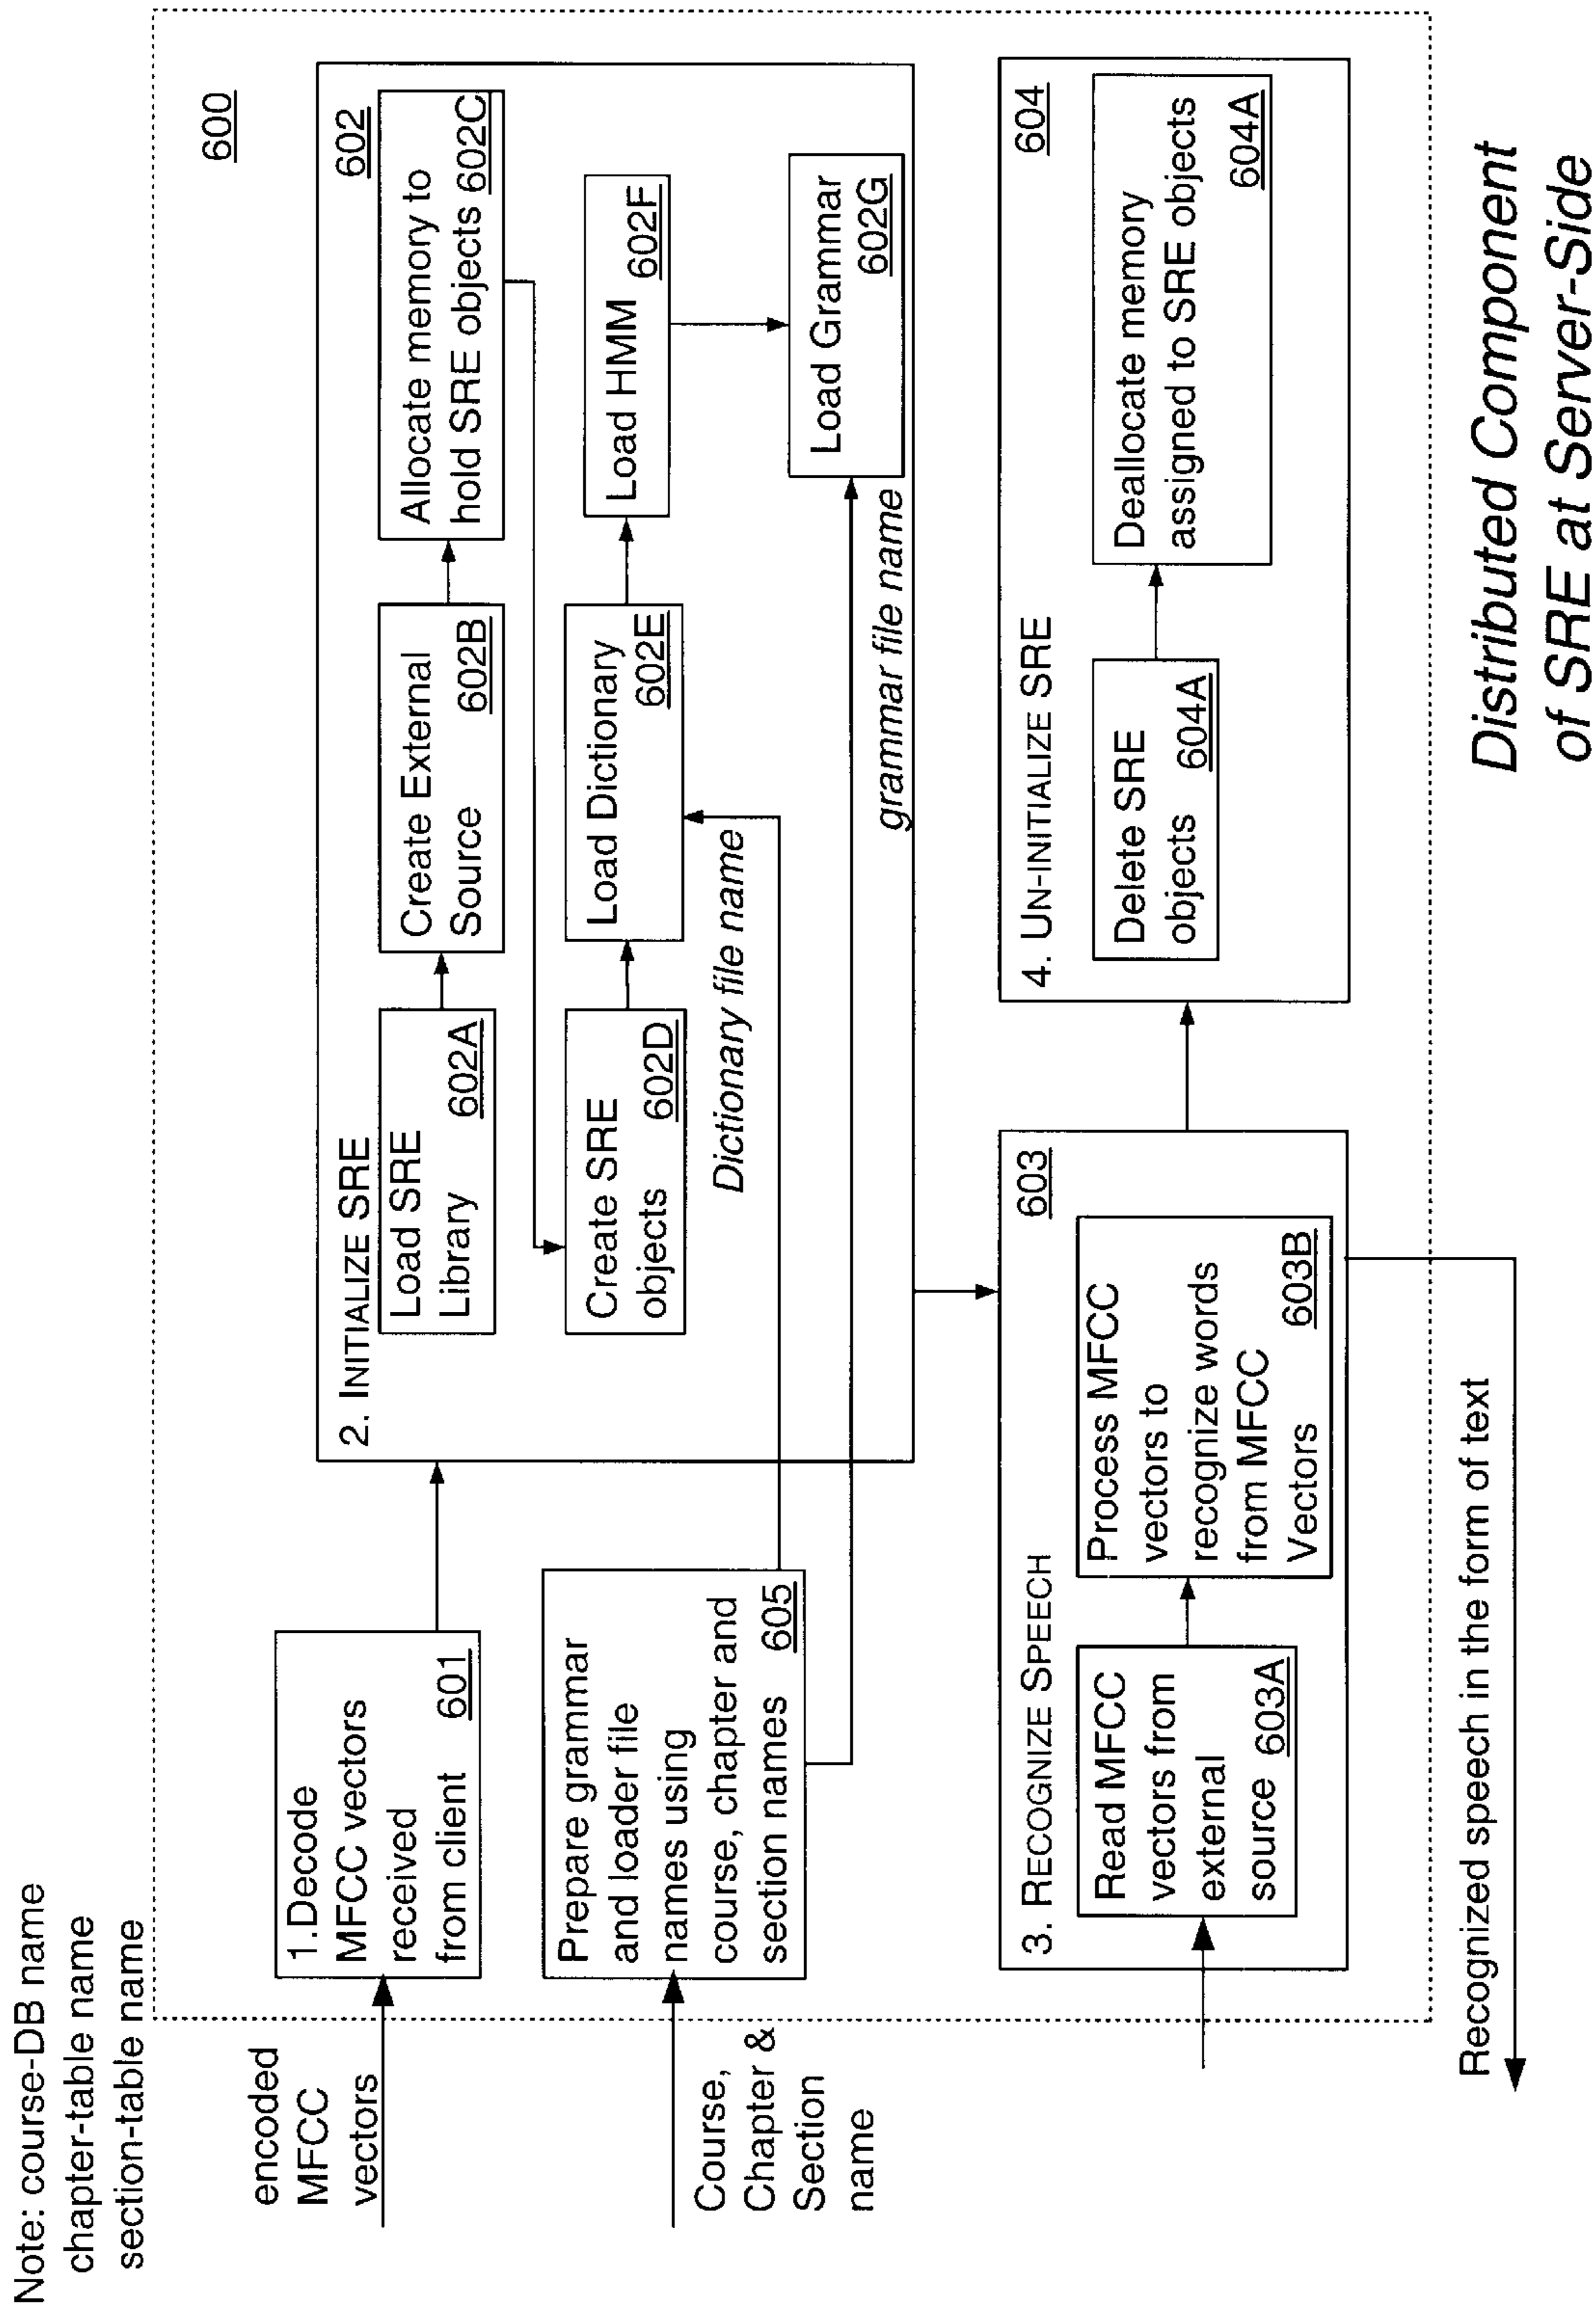 Note: course-DB name
chapter-table name
section-table name
600
encoded
MFCC
vectors
1.Decode
MFCC vectors
received
from client 601
2. INITIALIZE SRE
602
Load SRE
Library 602A
Create External
Source 602B
Allocate memory to
hold SRE objects 602C
Create SRE
objects 602D
Load Dictionary
602E
Load HMM
602F
Dictionary file name
Load Grammar
602G
grammar file name
Course,
Chapter &
Section
name
Prepare grammar
and loader file
names using
course, chapter and
section names 605
3. RECOGNIZE SPEECH
603
Read MFCC
vectors from
external
source 603A
Process MFCC
vectors to
recognize words
from MFCC
Vectors 603B
4. UN-INITIALIZE SRE
604
Delete SRE
objects 604A
Deallocate memory
assigned to SRE objects
604A
Recognized speech in the form of text
Distributed Component
of SRE at Server-Side